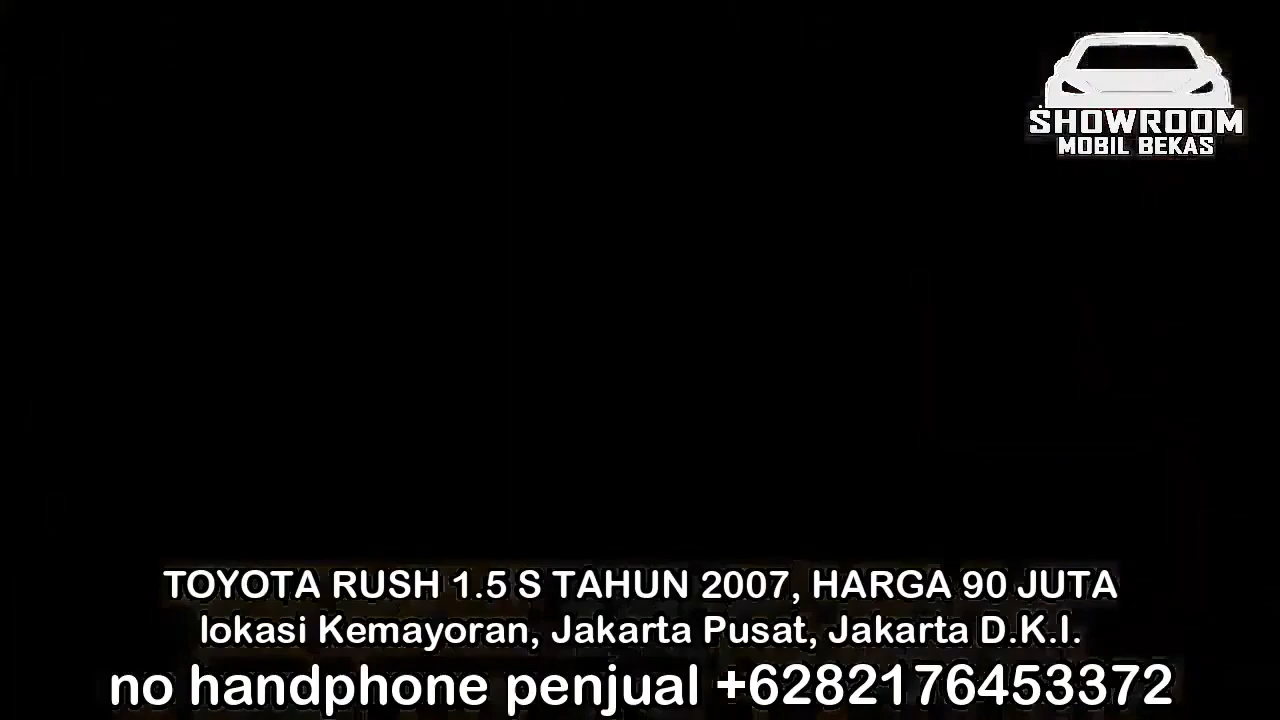 SHOWROOM
MOBIL BEKAS
TOYOTA RUSH 1.5 S TAHUN 2007, HARGA 90 JUTA
lokasi Kemayoran, Jakarta Pusat, Jakarta D.K.I.
no handphone penjual +6282176453372